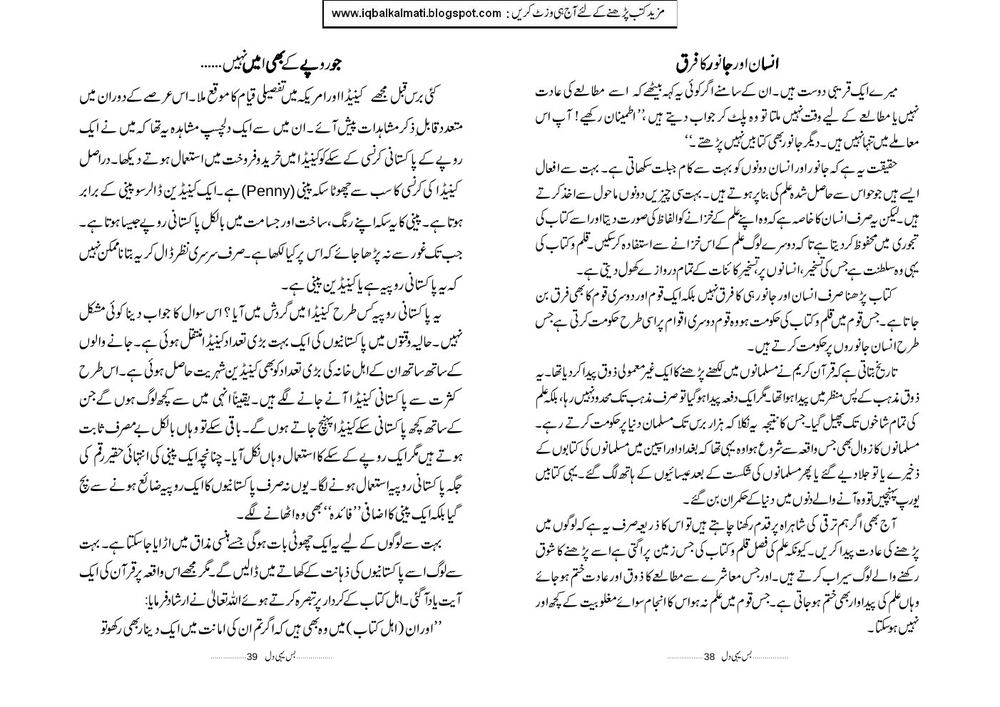 مزید کتب پڑھنے کے لئے آج ہی وزٹ کریں : www.iqbalkalmati.blogspot.com
انسان اور جانور کا فرق
میرے ایک قریبی دوست ہیں۔ ان کے سامنے اگر کوئی یہ کہہ بیٹھے کہ اسے مطالعے کی عادت
نہیں یا مطالعے کے لیے وقت نہیں ملتا تو وہ پلٹ کر جواب دیتے ہیں، ''اطمینان رکھیے! آپ اس
معاملے میں تنہا نہیں ہیں۔ دیگر جانور بھی کتابیں نہیں پڑھتے۔''
حقیقت یہ ہے کہ جانور اور انسان دونوں کو بہت سے کام جبلت سکھاتی ہے۔ بہت سے افعال
ایسے ہیں جو حواس سے حاصل شدہ علم کی بنا پر ہوتے ہیں۔ بہت سی چیزیں دونوں ماحول سے اخذ کرتے
ہیں۔ لیکن یہ صرف انسان کا خاصہ ہے کہ وہ اپنے علم کے خزانے کو الفاظ کی صورت دیتا اور اسے کتاب کی
تجوری میں محفوظ کر دیتا ہے تاکہ دوسرے لوگ علم کے اس خزانے سے استفادہ کر سکیں۔ قلم و کتاب کی
یہی وہ سلطنت ہے جس کی تسخیر، انسانوں پر، تسخیر کائنات کے تمام دروازے کھول دیتی ہے۔
کتاب پڑھنا صرف انسان اور جانور ہی کا فرق نہیں بلکہ ایک قوم اور دوسری قوم کا بھی فرق بن
جاتا ہے۔ جس قوم میں قلم و کتاب کی حکومت ہو وہ قوم دوسری اقوام پر اسی طرح حکومت کرتی ہے جس
طرح انسان جانوروں پر حکومت کرتے ہیں۔
تاریخ بتاتی ہے کہ قرآن کریم نے مسلمانوں میں لکھنے پڑھنے کا ایک غیر معمولی ذوق پیدا کر دیا تھا۔ یہ
ذوق مذہب کے پس منظر میں پیدا ہوا تھا۔ مگر ایک دفعہ پیدا ہو گیا تو صرف مذہب تک محدود نہیں رہا، بلکہ علم
کی تمام شاخوں تک پھیل گیا۔ جس کا نتیجہ یہ نکلا کہ ہزار برس تک مسلمان دنیا پر حکومت کرتے رہے۔
مسلمانوں کا زوال بھی جس واقعہ سے شروع ہوا وہ یہی تھا کہ بغداد اور اسپین میں مسلمانوں کی کتابوں کے
ذخیرے یا تو جلا دیے گئے یا پھر مسلمانوں کی شکست کے بعد عیسائیوں کے ہاتھ لگ گئے۔ یہی کتابیں
یورپ پہنچیں تو وہ آنے والے دنوں میں دنیا کے حکمران بن گئے۔
آج بھی اگر ہم ترقی کی شاہراہ پر قدم رکھنا چاہتے ہیں تو اس کا ذریعہ صرف یہ ہے کہ لوگوں میں
پڑھنے کی عادت پیدا کریں۔ کیونکہ علم کی فصل قلم و کتاب کی جس زمین پر اگتی ہے اسے پڑھنے کا شوق
رکھنے والے لوگ سیراب کرتے ہیں۔ اور جس معاشرے سے مطالعے کا ذوق اور عادت ختم ہو جائے
وہاں علم کی پیداوار بھی ختم ہو جاتی ہے۔ جس قوم میں علم نہ ہو اس کا انجام سوائے مغلوبیت کے کچھ اور
نہیں ہو سکتا۔
................ بس یہی دل 38 ................
جو روپے کے بھی امیں نہیں ......
کئی برس قبل مجھے کینیڈا اور امریکہ میں تفصیلی قیام کا موقع ملا۔ اس عرصے کے دوران میں
متعدد قابل ذکر مشاہدات پیش آئے۔ ان میں سے ایک دلچسپ مشاہدہ یہ تھا کہ میں نے ایک
روپے کے پاکستانی کرنسی کے سکے کو کینیڈا میں خرید و فروخت میں استعمال ہوتے دیکھا۔ دراصل
کینیڈا کی کرنسی کا سب سے چھوٹا سکہ پینی (Penny) ہے۔ ایک کینیڈین ڈالر سو پینی کے برابر
ہوتا ہے۔ پینی کا یہ سکہ اپنے رنگ، ساخت اور جسامت میں بالکل پاکستانی روپے جیسا ہوتا ہے۔
جب تک غور سے نہ پڑھا جائے کہ اس پر کیا لکھا ہے۔ صرف سرسری نظر ڈال کر یہ بتانا ممکن نہیں
کہ یہ پاکستانی روپیہ ہے یا کینیڈین پینی ہے۔
یہ پاکستانی روپیہ کس طرح کینیڈا میں گردش میں آیا؟ اس سوال کا جواب دینا کوئی مشکل
نہیں۔ حالیہ وقتوں میں پاکستانیوں کی ایک بہت بڑی تعداد کینیڈا منتقل ہوئی ہے۔ جانے والوں
کے ساتھ ساتھ ان کے اہل خانہ کی بڑی تعداد کو بھی کینیڈین شہریت حاصل ہوئی ہے۔ اس طرح
کثرت سے پاکستانی کینیڈا آنے جانے لگے ہیں۔ یقیناً انہی میں سے کچھ لوگ ہوں گے جن
کے ساتھ کچھ پاکستانی سکے کینیڈا پہنچ جاتے ہوں گے۔ باقی سکے تو وہاں بالکل بے مصرف ثابت
ہوتے ہیں مگر ایک روپے کے سکے کا استعمال وہاں نکل آیا۔ چنانچہ ایک پینی کی انتہائی حقیر رقم کی
جگہ پاکستانی روپیہ استعمال ہونے لگا۔ یوں نہ صرف پاکستانیوں کا ایک روپیہ ضائع ہونے سے بچ
گیا بلکہ ایک پینی کا اضافی ''فائدہ'' بھی وہ اٹھانے لگے۔
بہت سے لوگوں کے لیے یہ ایک چھوٹی بات ہوگی جسے ہنسی مذاق میں اڑایا جا سکتا ہے۔ بہت
سے لوگ اسے پاکستانیوں کی ذہانت کے کھاتے میں ڈالیں گے۔ مگر مجھے اس واقعہ پر قرآن کی ایک
آیت یاد آ گئی۔ اہل کتاب کے کردار پر تبصرہ کرتے ہوئے اللہ تعالیٰ نے ارشاد فرمایا:
''اور ان (اہل کتاب) میں وہ بھی ہیں کہ اگر تم ان کی امانت میں ایک دینار بھی رکھو تو
................ بس یہی دل 39 ................